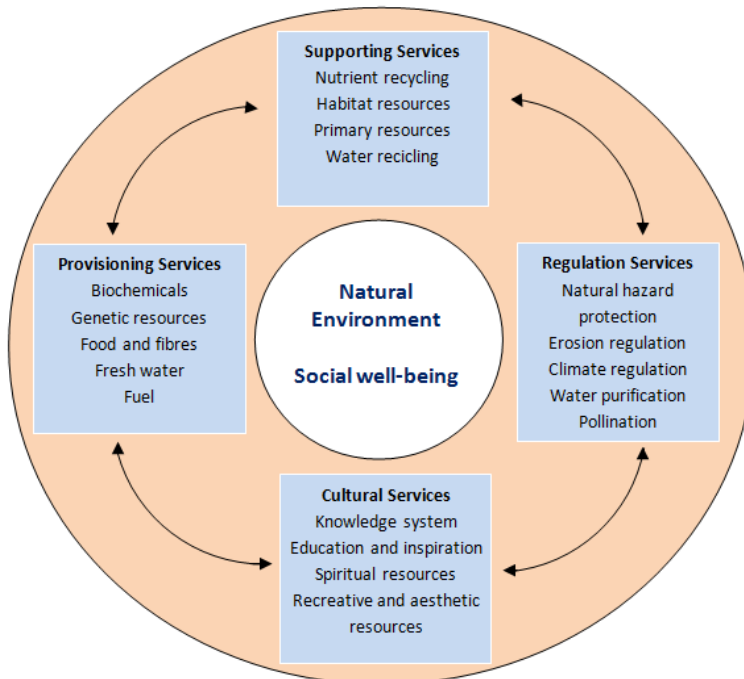 Supporting Services
Nutrient recycling
Habitat resources
Primary resources
Water recicling
Provisioning Services
Biochemicals
Genetic resources
Food and fibres
Fresh water
Fuel
Natural
Environment
Social well-being
Regulation Services
Natural hazard
protection
Erosion regulation
Climate regulation
Water purification
Pollination
Cultural Services
Knowledge system
Education and inspiration
Spiritual resources
Recreative and aesthetic
resources